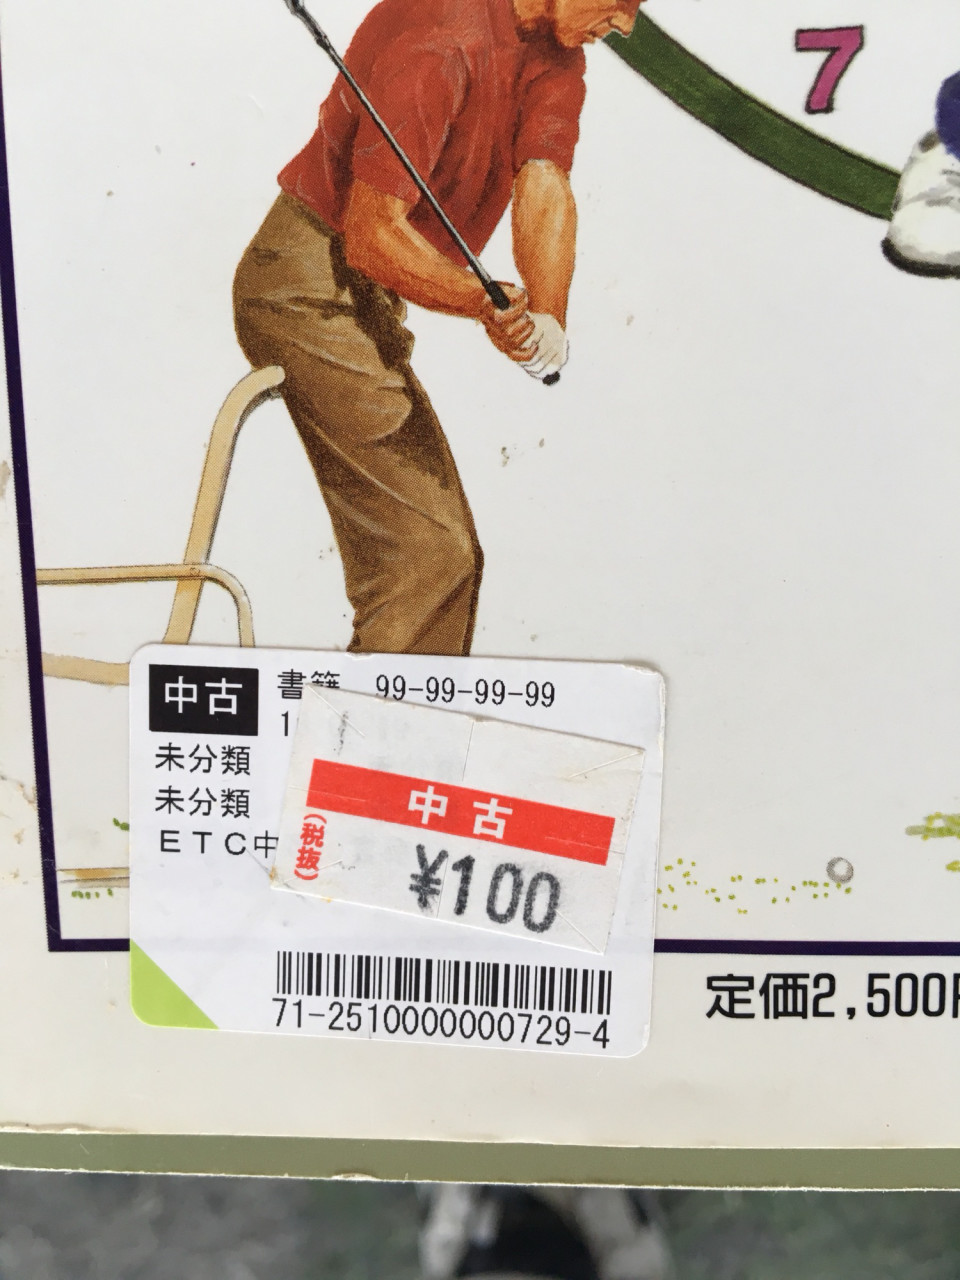 7
中古 書籍 99-99-99-99
1
未分類
未分類
ETC中
中古
(税抜)
¥100
71-2510000000729-4
定価2,500